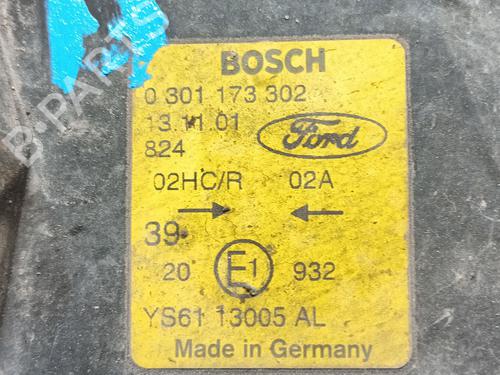 BOSCH
0 301 173 302
13.11.01
Ford
824
02HC/R 02A
39
20 E1 932
YS61 13005 AL
Made in Germany
B-PARTS